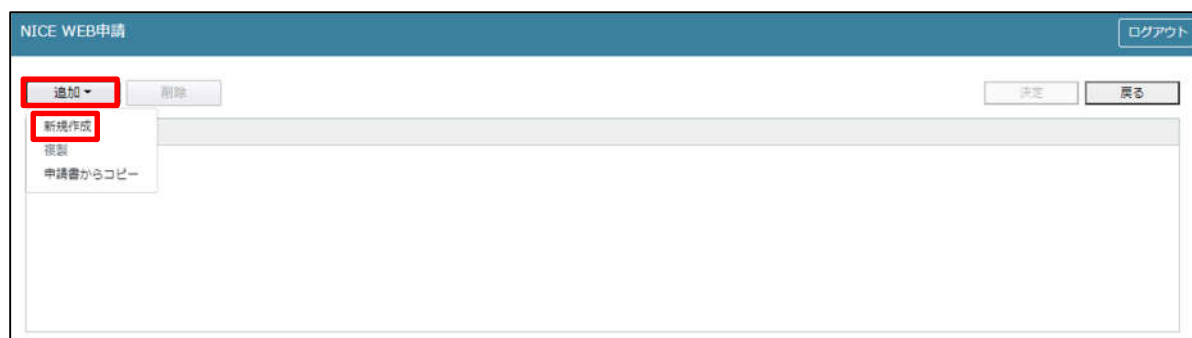 NICE WEB申請
ログアウト
追加
削除
決定
戻る
新規作成
複製
申請書からコピー